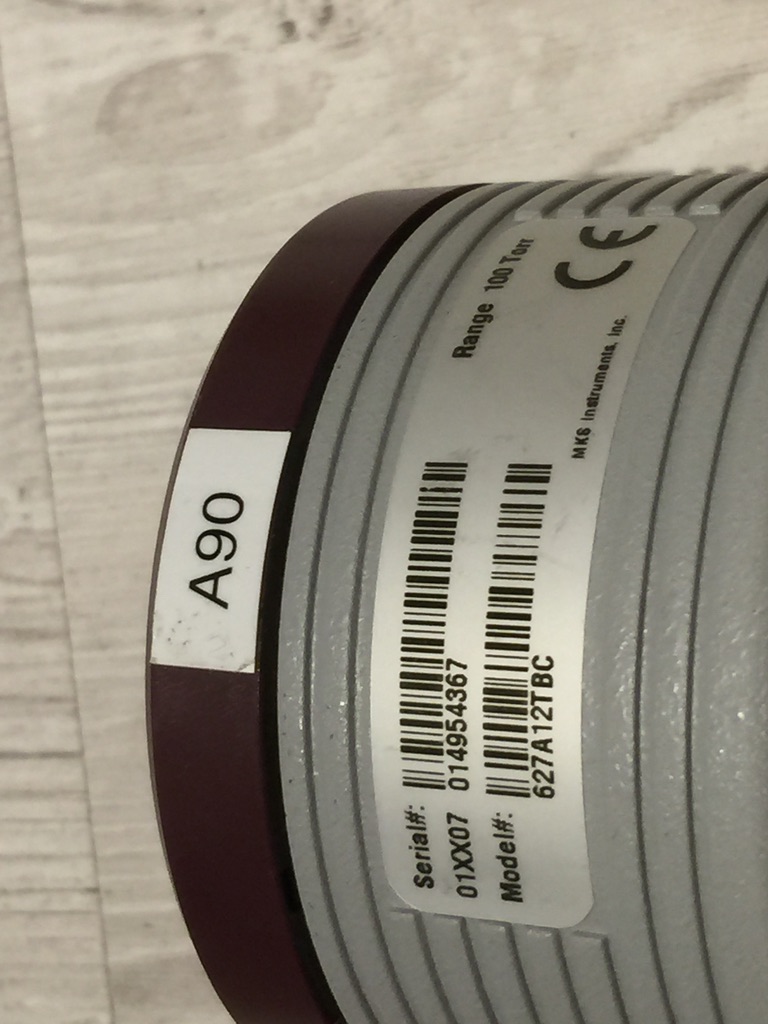 A90
Serial#:
01XX07 014954367
Range 100 Torr
Model#:
627A12TBC
MKS Instruments, Inc.
CE